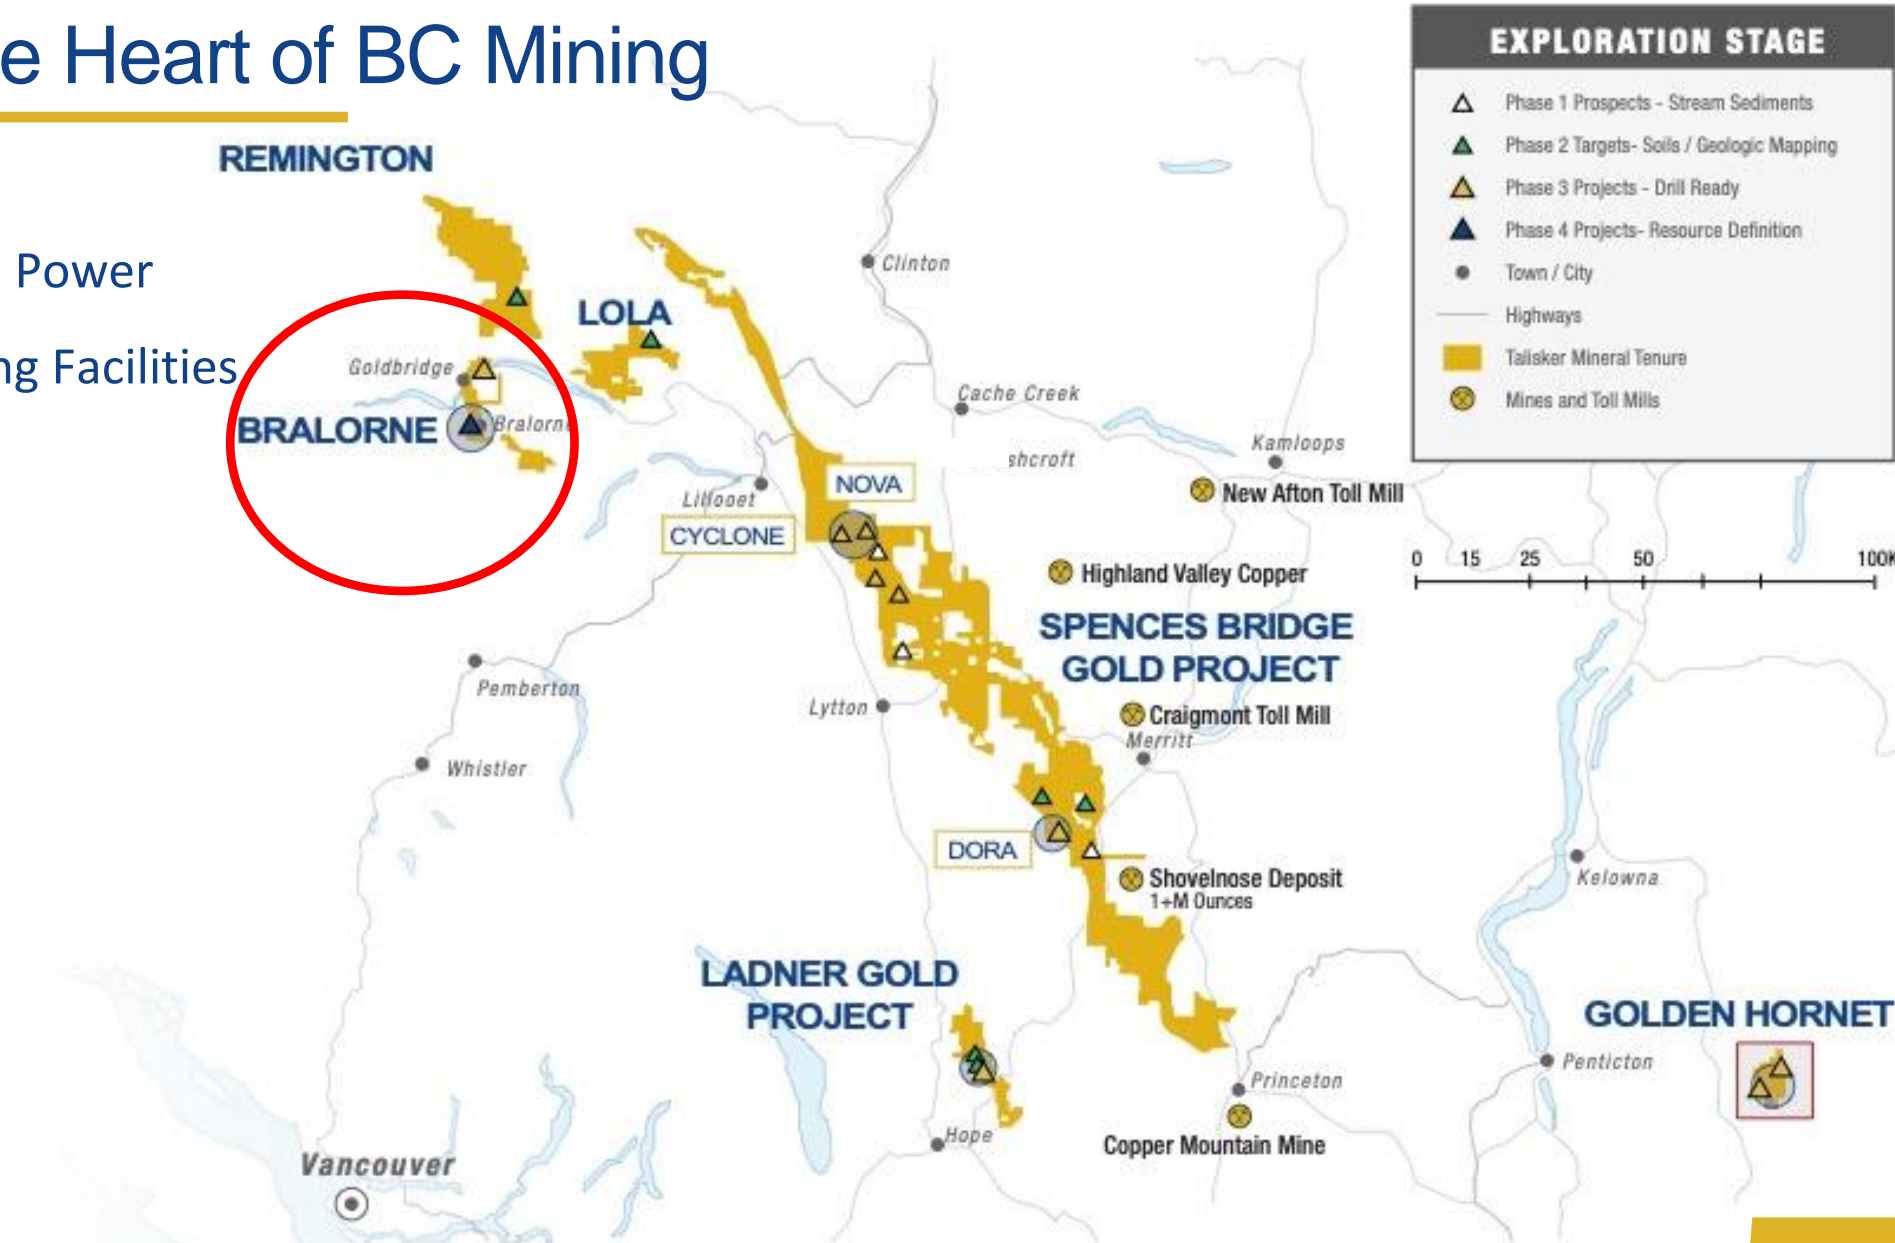 e Heart of BC Mining
Power
ng Facilities
EXPLORATION STAGE
Phase 1 Prospects - Stream Sediments
Phase 2 Targets- Soils / Geologic Mapping
Phase 3 Projects - Drill Ready
Phase 4 Projects- Resource Definition
Town / City
Highways
Talisker Mineral Tenure
Mines and Toll Mills
REMINGTON
LOLA
Clinton
Goldbridge
BRALORNE
Bralorne
Cache Creek
shcroft
Kamloops
New Afton Toll Mill
NOVA
Lillooet
CYCLONE
0 15 25 50 100K
Highland Valley Copper
SPENCES BRIDGE
GOLD PROJECT
Pemberton
Lytton
Craigmont Toll Mill
Merritt
Whistler
DORA
Shovelnose Deposit
1+M Ounces
Kelowna
LADNER GOLD
PROJECT
GOLDEN HORNET
Penticton
Princeton
Hope
Copper Mountain Mine
Vancouver